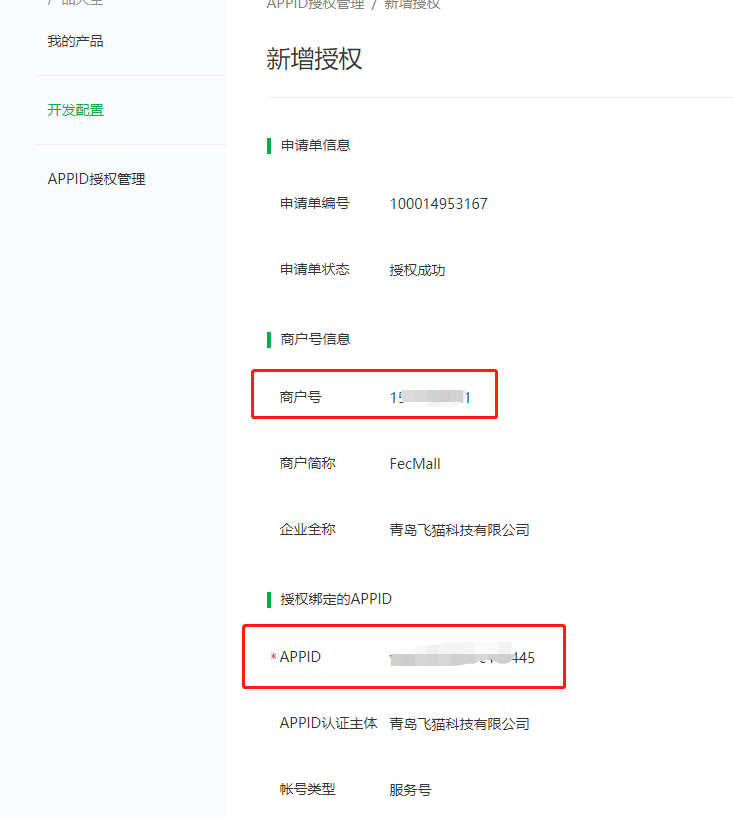 APPID授权管理 / 新增授权
我的产品
新增授权
开发配置
申请单信息
APPID授权管理
申请单编号 100014953167
申请单状态 授权成功
商户号信息
商户号
商户简称 FecMall
企业全称 青岛飞猫科技有限公司
授权绑定的APPID
* APPID 445
APPID认证主体 青岛飞猫科技有限公司
帐号类型 服务号